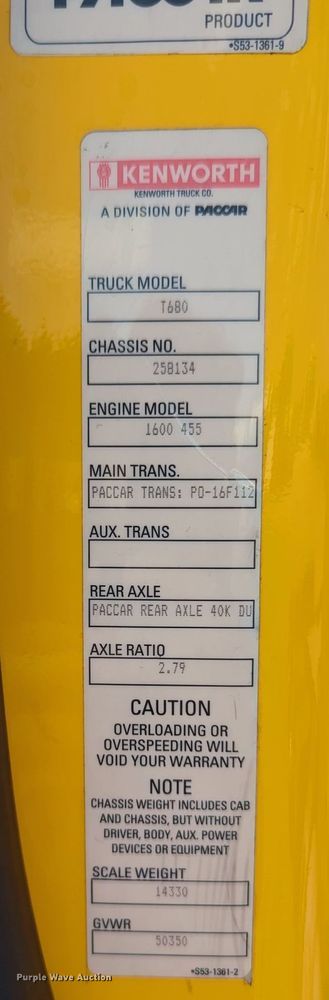 PRODUCT
•S53-1361-9
KENWORTH
KENWORTH TRUCK CO.
A DIVISION OF PACCAR
TRUCK MODEL
T680
CHASSIS NO.
258134
ENGINE MODEL
1600 455
MAIN TRANS.
PACCAR TRANS: PO-16F112
AUX. TRANS
REAR AXLE
PACCAR REAR AXLE 40K DU
AXLE RATIO
2.79
CAUTION
OVERLOADING OR
OVERSPEEDING WILL
VOID YOUR WARRANTY
NOTE
CHASSIS WEIGHT INCLUDES CAB
AND CHASSIS, BUT WITHOUT
DRIVER, BODY, AUX. POWER
DEVICES OR EQUIPMENT
SCALE WEIGHT
14330
GVWR
50350
•S53-1361-2
Purple Wave Auction